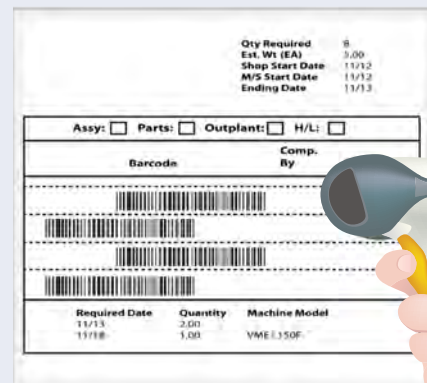 Qty Required 8
Est. Wt (EA) 1.00
Shop Start Date 11/12
M/S Start Date 11/12
Ending Date 11/13
Assy: Parts: Outplant: H/L:
Barcode
Comp.
By
Required Date Quantity Machine Model
11/13 2.00
11/18 1.00